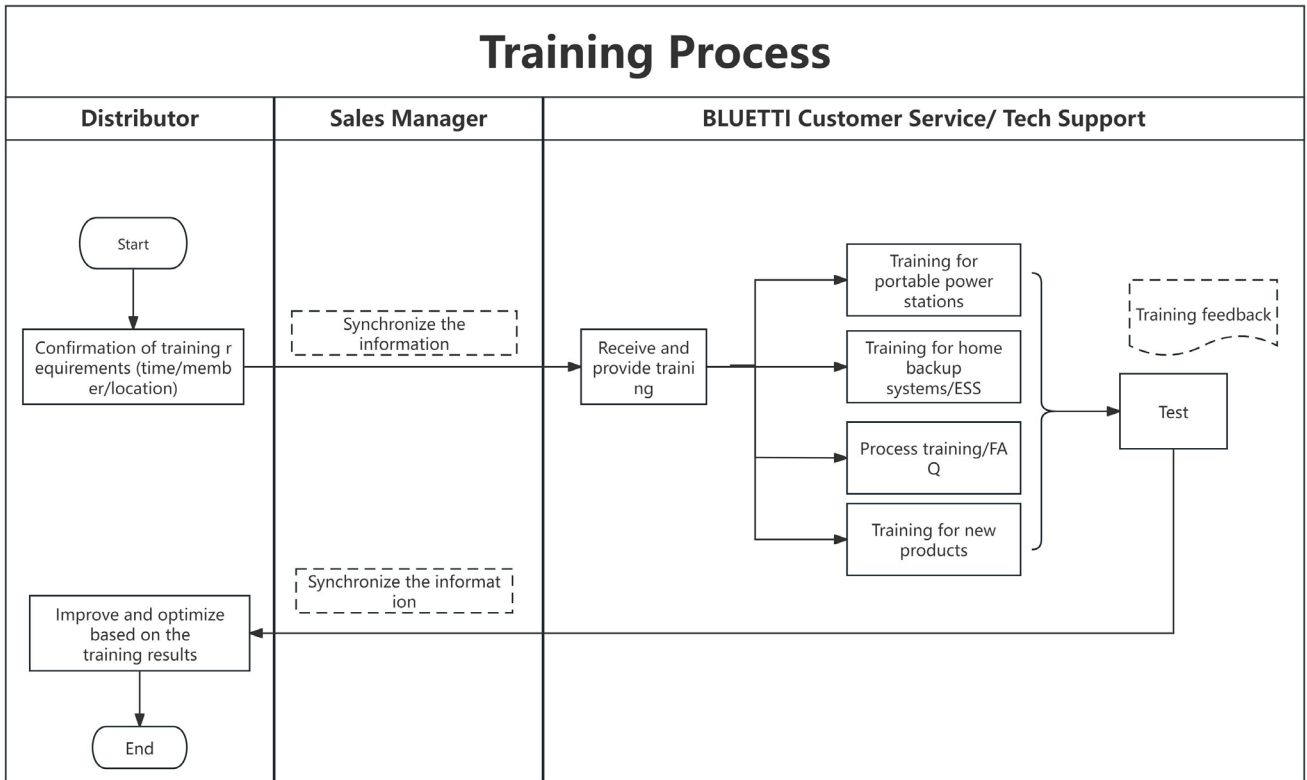 Training Process
Distributor
Sales Manager
BLUETTI Customer Service/ Tech Support
Start
Confirmation of training r
equirements (time/memb
er/location)
Synchronize the
information
Receive and
provide traini
ng
Training for
portable power
stations
Training for home
backup
systems/ESS
Process training/FA
Q
Training for new
products
Training feedback
Test
Synchronize the informat
ion
Improve and optimize
based on the
training results
End